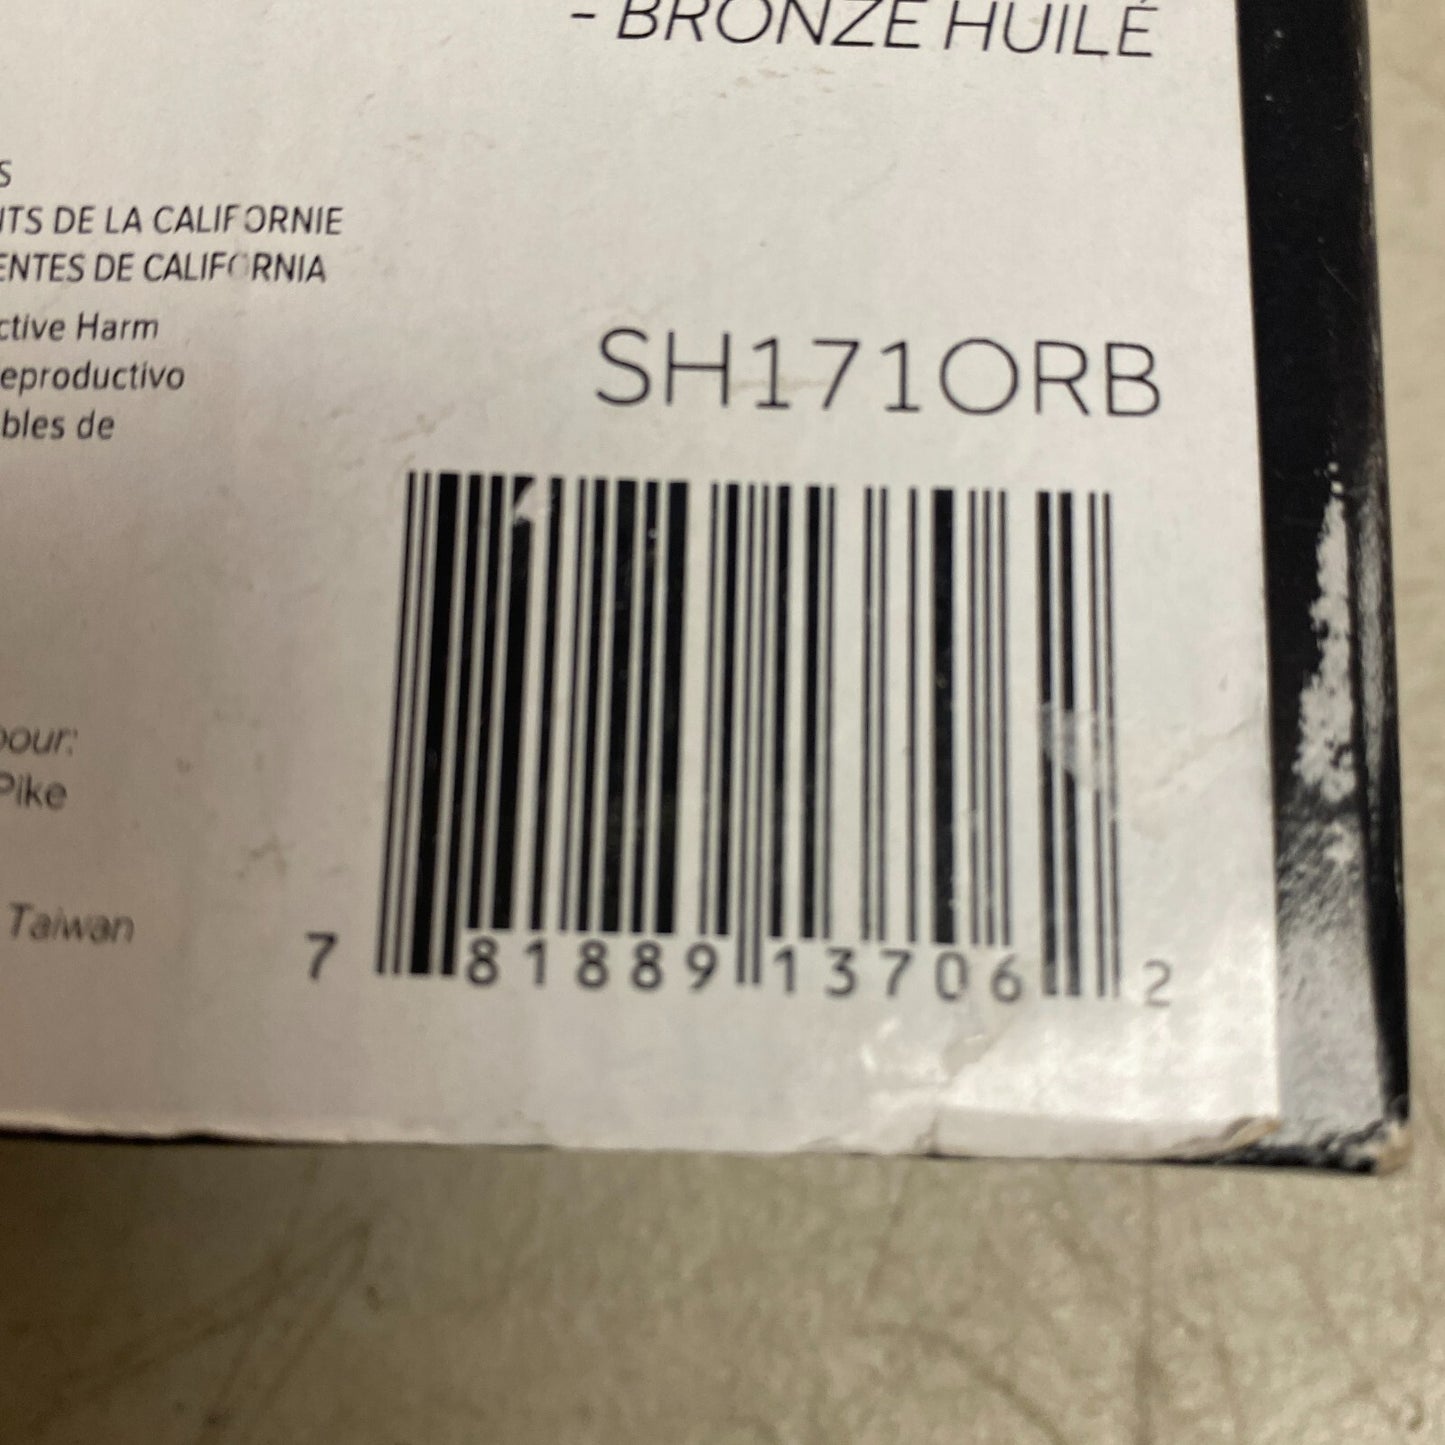 - BRONZE HUILÉ
S
NTS DE LA CALIFORNIE
ENTES DE CALIFORNIA
ctive Harm
eproductivo
bles de
SH171ORB
pour:
Pike
Taiwan
7 81889 13706 2